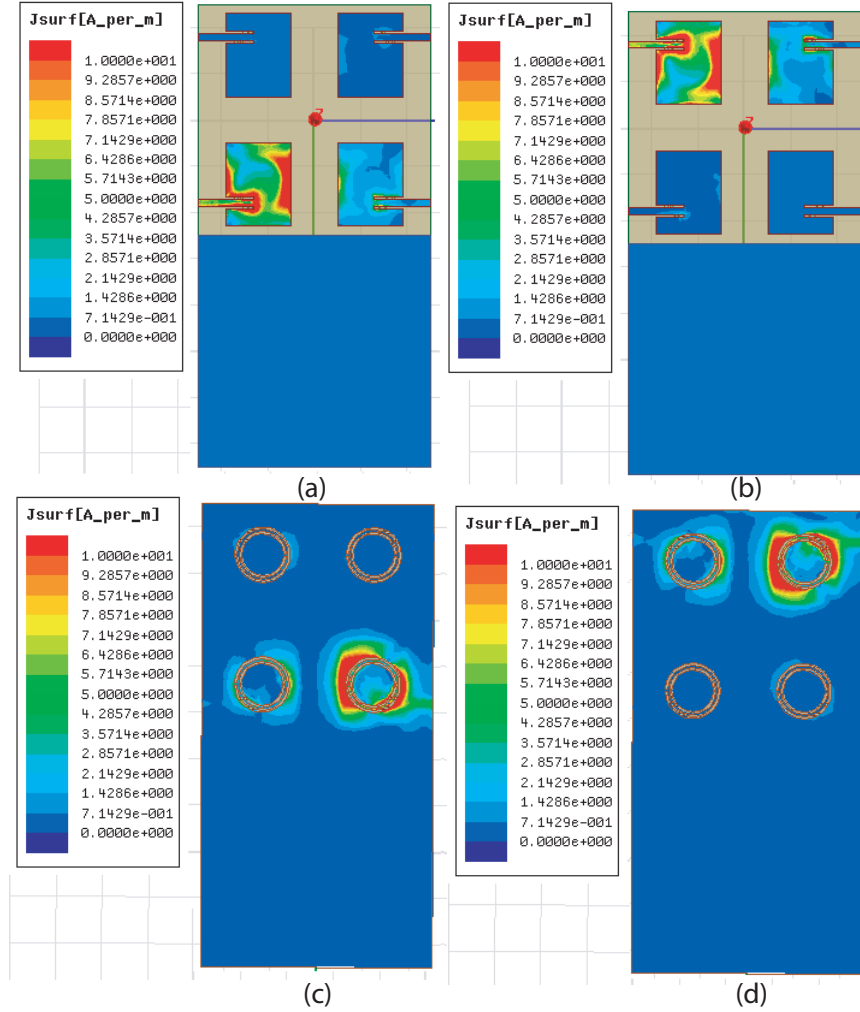 Jsurf[A_per_m]
1.0000e+001
9.2857e+000
8.5714e+000
7.8571e+000
7.1429e+000
6.4286e+000
5.7143e+000
5.0000e+000
4.2857e+000
3.5714e+000
2.8571e+000
2.1429e+000
1.4286e+000
7.1429e-001
0.0000e+000
(a)
Jsurf[A_per_m]
1.0000e+001
9.2857e+000
8.5714e+000
7.8571e+000
7.1429e+000
6.4286e+000
5.7143e+000
5.0000e+000
4.2857e+000
3.5714e+000
2.8571e+000
2.1429e+000
1.4286e+000
7.1429e-001
0.0000e+000
(b)
Jsurf[A_per_m]
1.0000e+001
9.2857e+000
8.5714e+000
7.8571e+000
7.1429e+000
6.4286e+000
5.7143e+000
5.0000e+000
4.2857e+000
3.5714e+000
2.8571e+000
2.1429e+000
1.4286e+000
7.1429e-001
0.0000e+000
(c)
Jsurf[A_per_m]
1.0000e+001
9.2857e+000
8.5714e+000
7.8571e+000
7.1429e+000
6.4286e+000
5.7143e+000
5.0000e+000
4.2857e+000
3.5714e+000
2.8571e+000
2.1429e+000
1.4286e+000
7.1429e-001
0.0000e+000
(d)